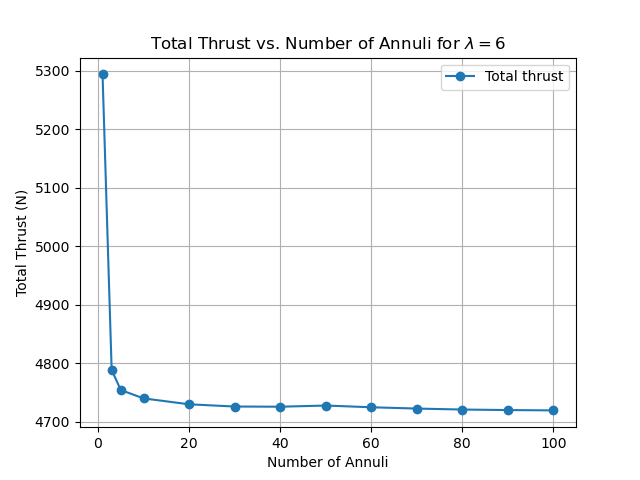 Total Thrust vs. Number of Annuli for λ = 6
Total thrust
Total Thrust (N)
5300
5200
5100
5000
4900
4800
4700
0 20 40 60 80 100
Number of Annuli